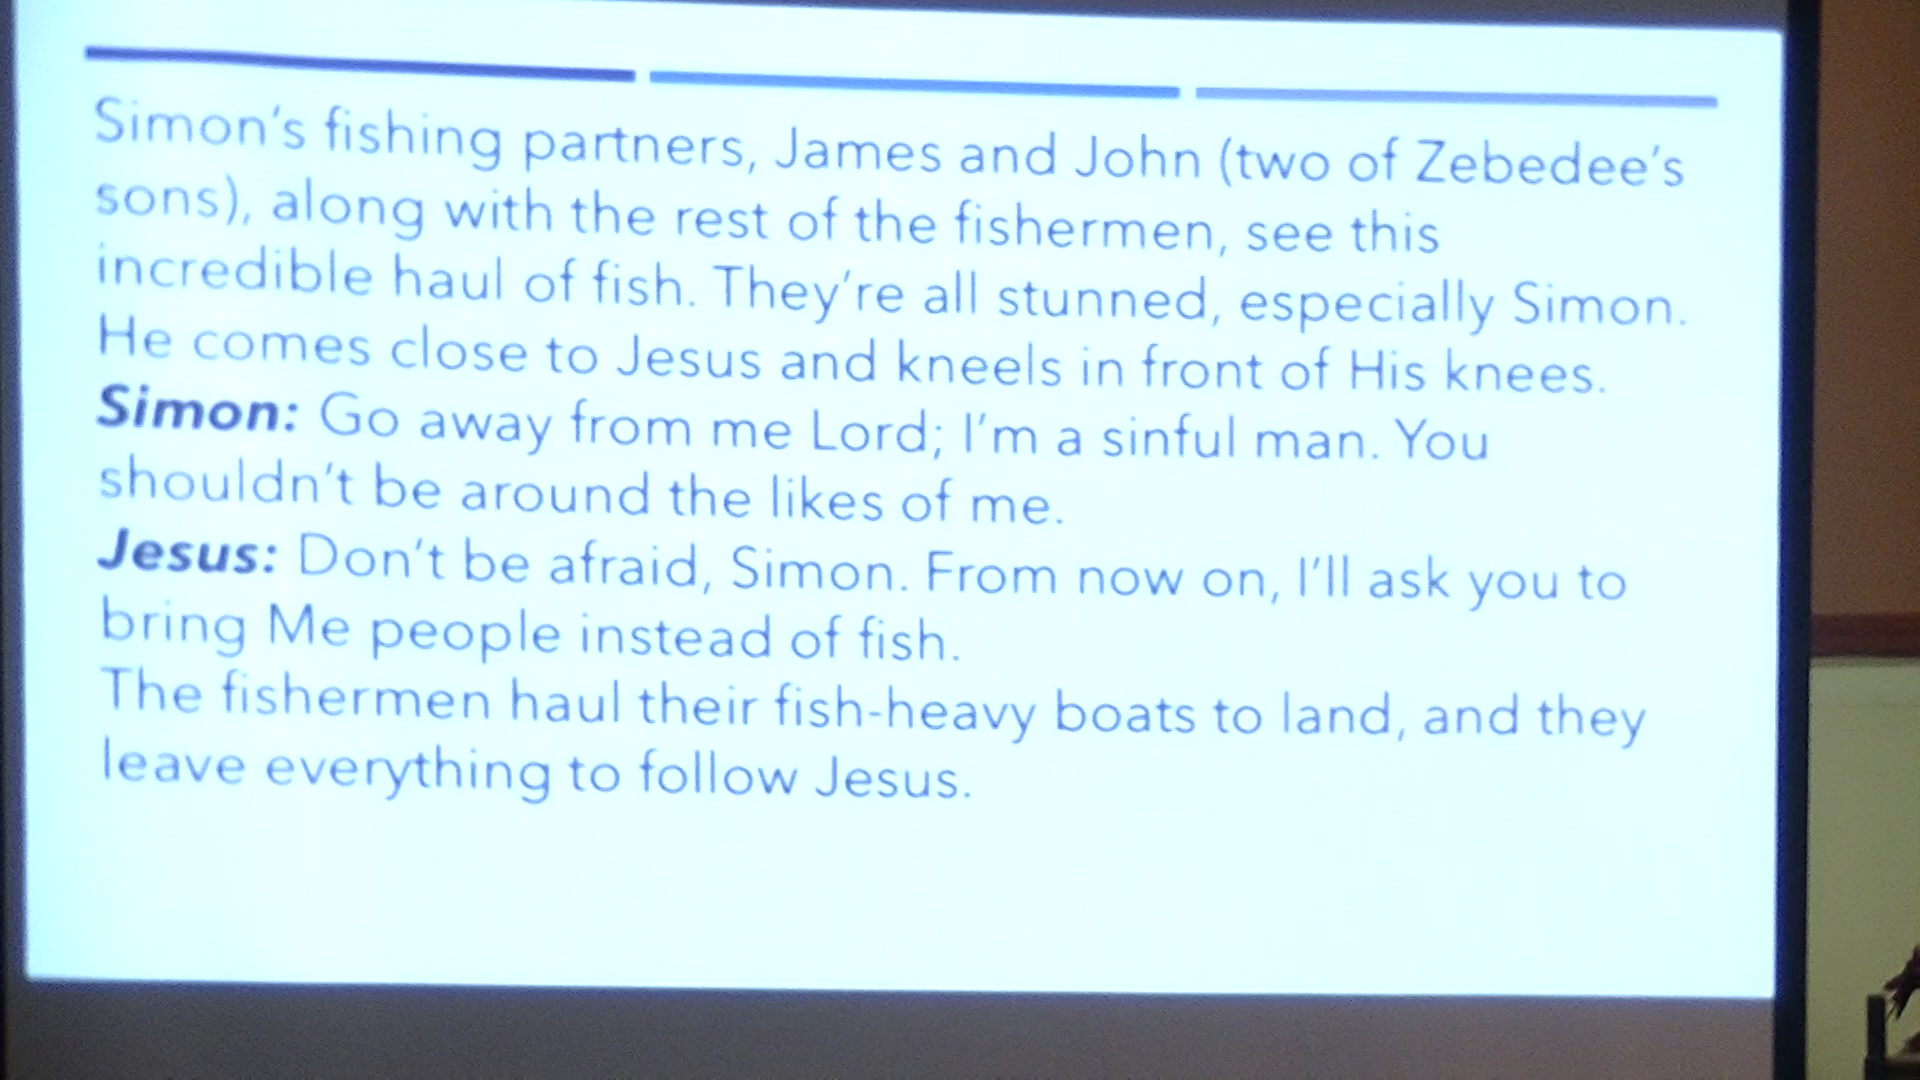 Simon's fishing partners, James and John (two of Zebedee's
sons), along with the rest of the fishermen, see this
incredible haul of fish. They're all stunned, especially Simon.
He comes close to Jesus and kneels in front of His knees.
Simon: Go away from me Lord; I'm a sinful man. You
shouldn't be around the likes of me.
Jesus: Don't be afraid, Simon. From now on, I'll ask you to
bring Me people instead of fish.
The fishermen haul their fish-heavy boats to land, and they
leave everything to follow Jesus.